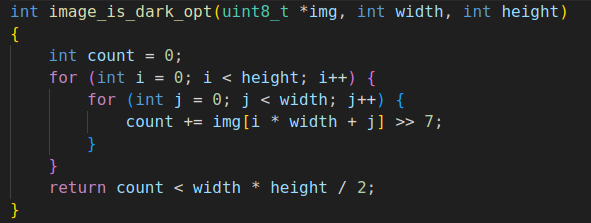 int image_is_dark_opt(uint8_t *img, int width, int height)
{
    int count = 0;
    for (int i = 0; i < height; i++) {
        for (int j = 0; j < width; j++) {
            count += img[i * width + j] >> 7;
        }
    }
    return count < width * height / 2;
}